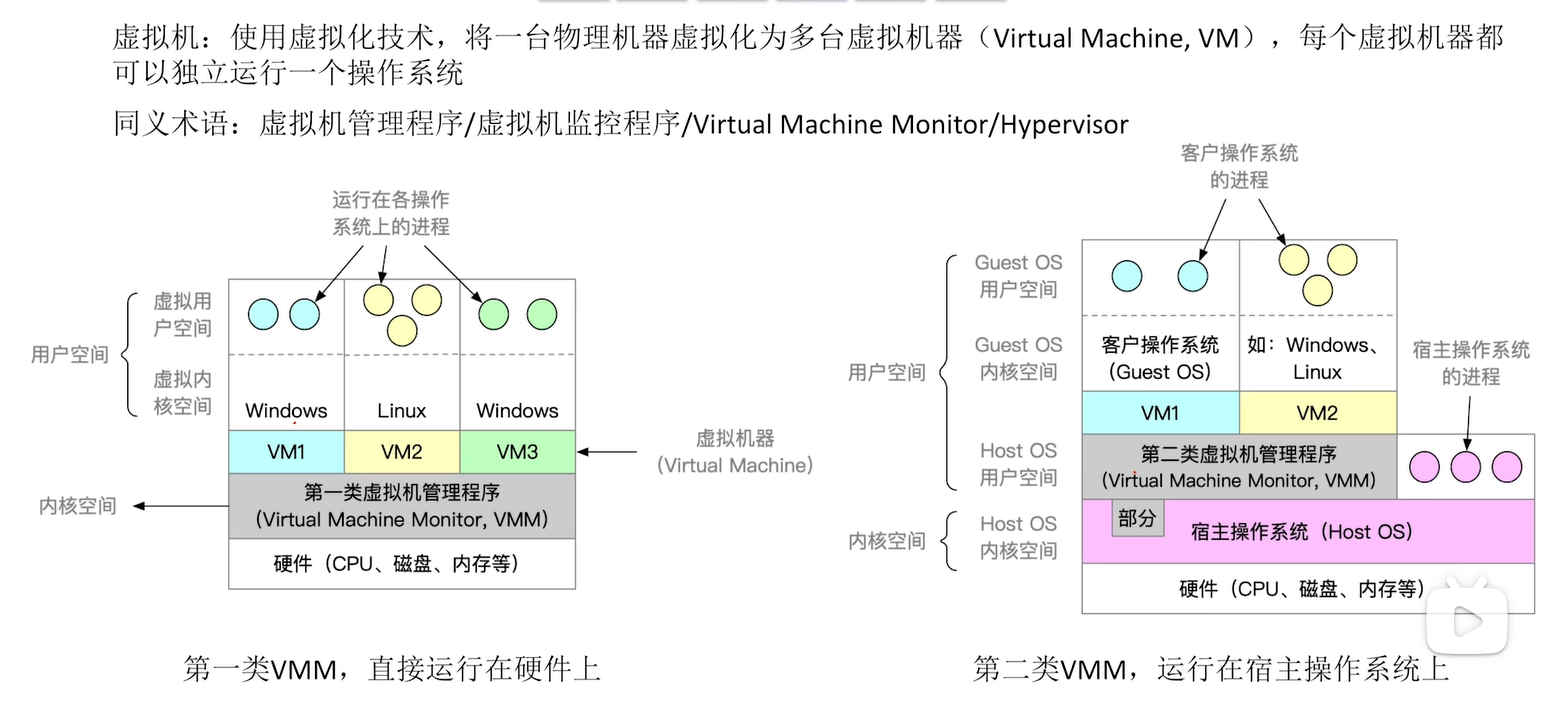 虚拟机：使用虚拟化技术，将一台物理机器虚拟化为多台虚拟机器（Virtual Machine, VM），每个虚拟机器都
可以独立运行一个操作系统
同义术语：虚拟机管理程序/虚拟机监控程序/Virtual Machine Monitor/Hypervisor
运行在各操作
系统上的进程
用户空间
虚拟用
户空间
虚拟内
核空间
Windows
Linux
Windows
VM1
VM2
VM3
虚拟机器
（Virtual Machine）
内核空间
第一类虚拟机管理程序
（Virtual Machine Monitor, VMM）
硬件（CPU、磁盘、内存等）
第一类VMM，直接运行在硬件上
客户操作系统
的进程
用户空间
Guest OS
用户空间
Guest OS
内核空间
客户操作系统
（Guest OS）
如：Windows、
Linux
宿主操作系统
的进程
VM1
VM2
Host OS
用户空间
第二类虚拟机管理程序
（Virtual Machine Monitor, VMM）
内核空间
Host OS
内核空间
部分
宿主操作系统（Host OS）
硬件（CPU、磁盘、内存等）
第二类VMM，运行在宿主操作系统上